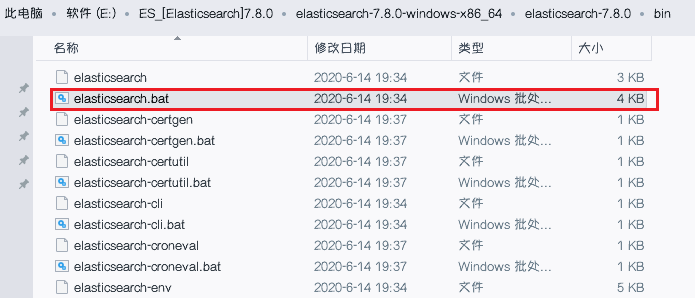 此电脑 软件 (E:) ES_[Elasticsearch]7.8.0 elasticsearch-7.8.0-windows-x86_64 elasticsearch-7.8.0 bin
名称 修改日期 类型 大小
elasticsearch 2020-6-14 19:34 文件 3 KB
elasticsearch.bat 2020-6-14 19:34 Windows 批处... 4 KB
elasticsearch-certgen 2020-6-14 19:37 文件 1 KB
elasticsearch-certgen.bat 2020-6-14 19:37 Windows 批处... 1 KB
elasticsearch-certutil 2020-6-14 19:37 文件 1 KB
elasticsearch-certutil.bat 2020-6-14 19:37 Windows 批处... 1 KB
elasticsearch-cli 2020-6-14 19:34 文件 1 KB
elasticsearch-cli.bat 2020-6-14 19:34 Windows 批处... 1 KB
elasticsearch-croneval 2020-6-14 19:37 文件 1 KB
elasticsearch-croneval.bat 2020-6-14 19:37 Windows 批处... 1 KB
elasticsearch-env 2020-6-14 19:34 文件 5 KB